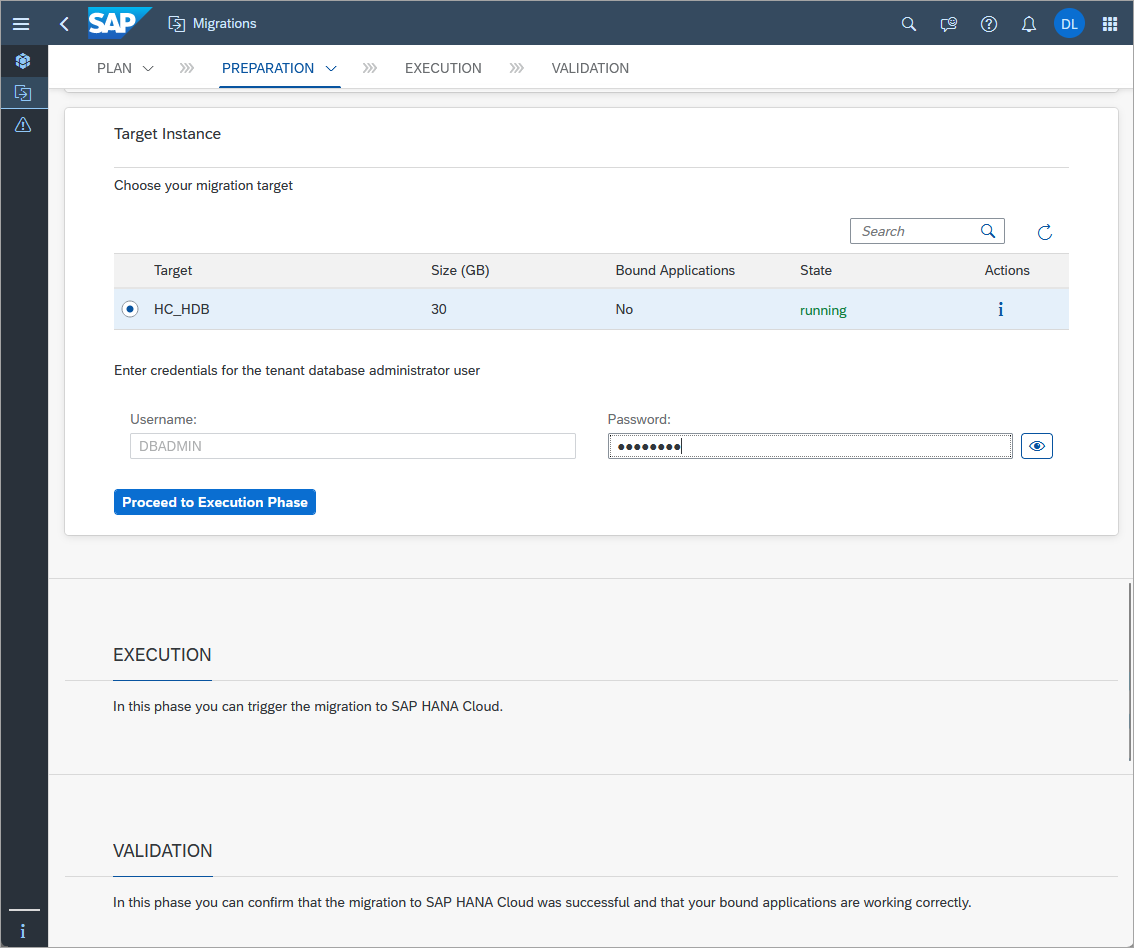 SAP Migrations DL
PLAN PREPARATION EXECUTION VALIDATION
Target Instance
Choose your migration target
Search
Target Size (GB) Bound Applications State Actions
HC_HDB 30 No running
Enter credentials for the tenant database administrator user
Username: Password:
DBADMIN ●●●●●●●●
Proceed to Execution Phase
EXECUTION
In this phase you can trigger the migration to SAP HANA Cloud.
VALIDATION
In this phase you can confirm that the migration to SAP HANA Cloud was successful and that your bound applications are working correctly.